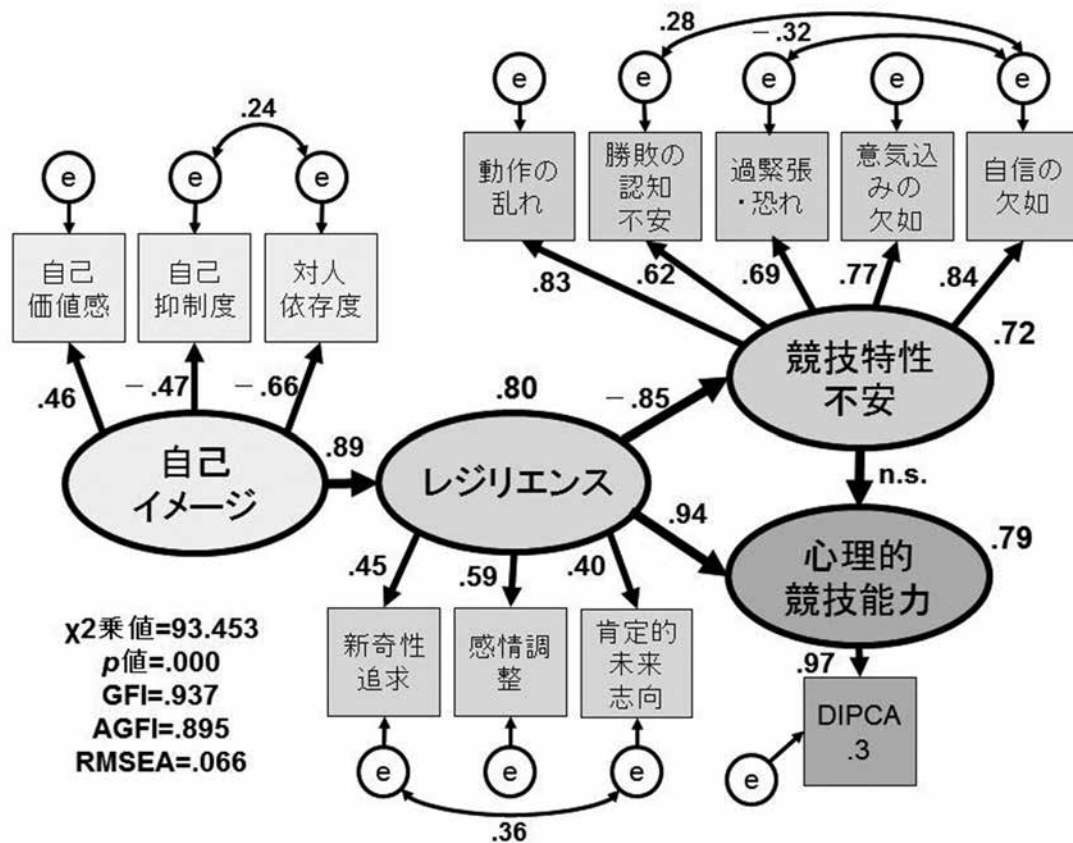 .28
－.32
e
e
e
e
e
.24
e
e
e
動作の
乱れ
勝敗の
認知
不安
過緊張
・恐れ
意気込
みの
欠如
自信の
欠如
自己
価値感
自己
抑制度
対人
依存度
.83
.62
.69
.77
.84
.46
－.47
－.66
競技特性
不安
.72
.80
－.85
自己
イメージ
.89
レジリエンス
n.s.
.94
心理的
競技能力
.79
.45
.59
.40
.97
新奇性
追求
感情調
整
肯定的
未来
志向
DIPCA
.3
e
e
e
e
.36
χ2乗値=93.453
p値=.000
GFI=.937
AGFI=.895
RMSEA=.066